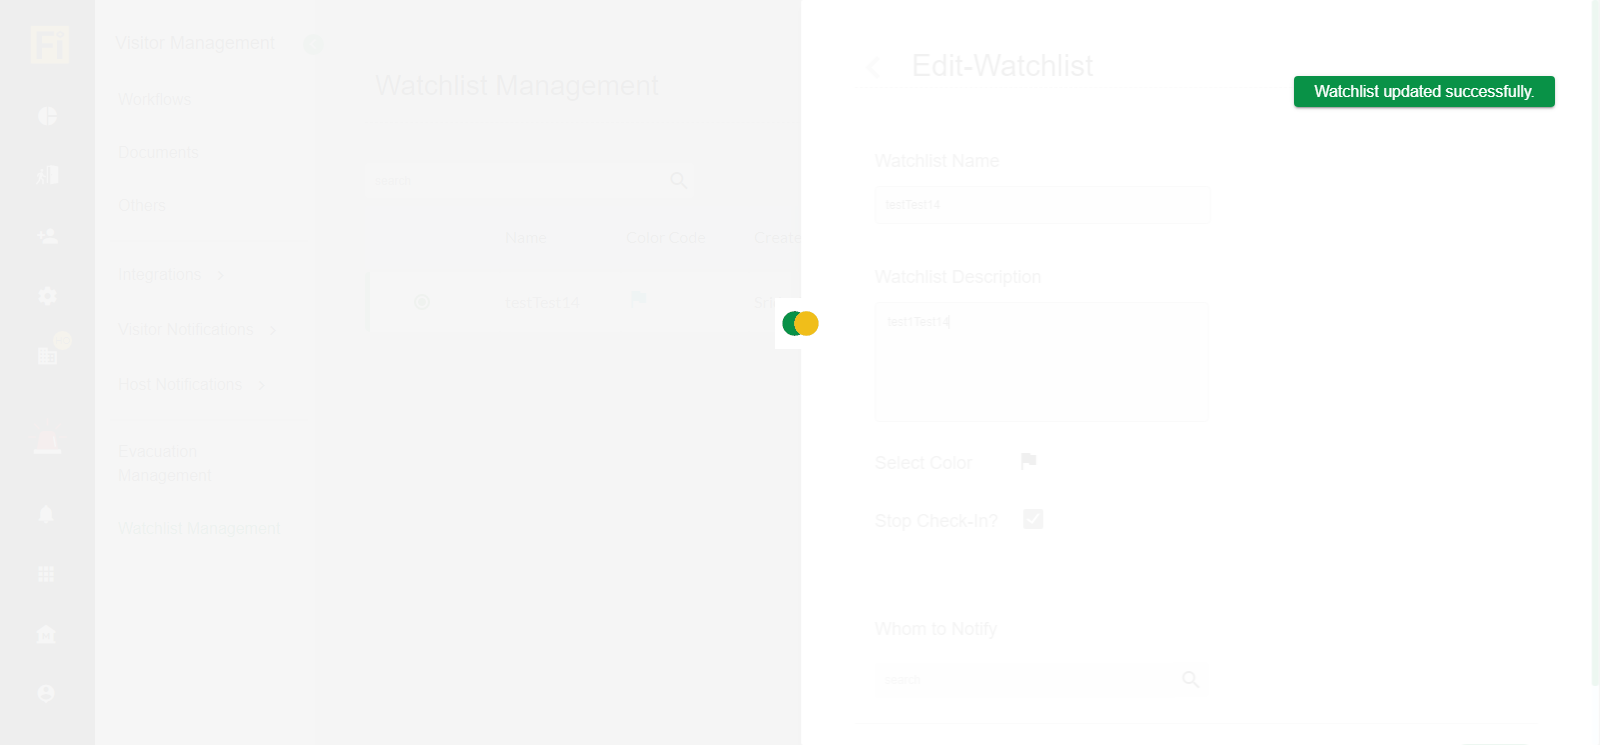 Fi
Visitor Management
Workflows
Documents
Others
Integrations
Visitor Notifications
Host Notifications
Evacuation
Management
Watchlist Management
Watchlist Management
search
Name Color Code Create
testTest14
Edit-Watchlist
Watchlist updated successfully.
Watchlist Name
testTest14
Watchlist Description
test1Test14
Select Color
Stop Check-In?
Whom to Notify
search